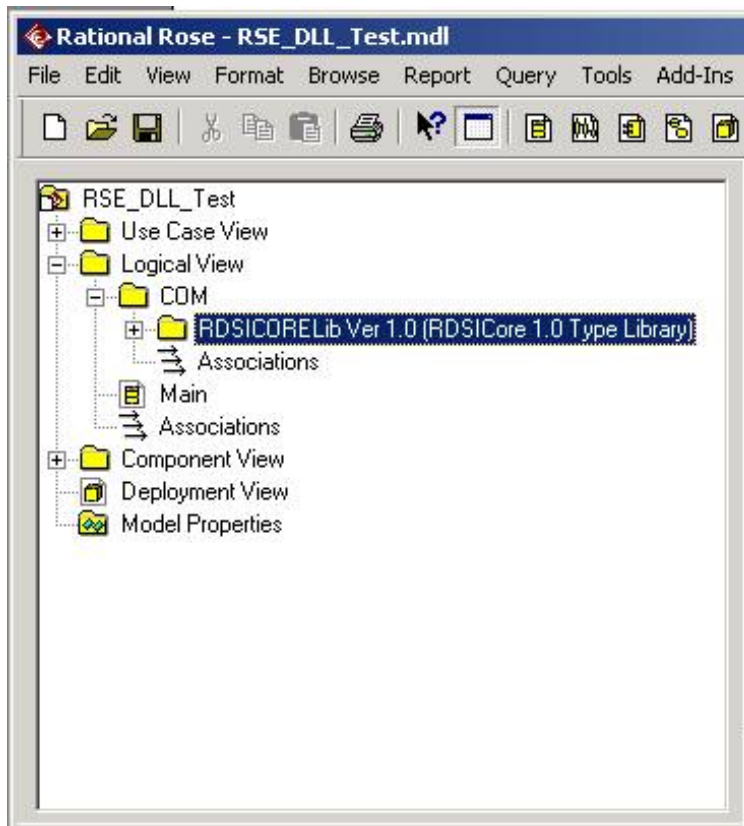 Rational Rose - RSE_DLL_Test.mdl
File Edit View Format Browse Report Query Tools Add-Ins
RSE_DLL_Test
Use Case View
Logical View
COM
RDSICORELib Ver 1.0 (RDSICore 1.0 Type Library)
Associations
Main
Associations
Component View
Deployment View
Model Properties